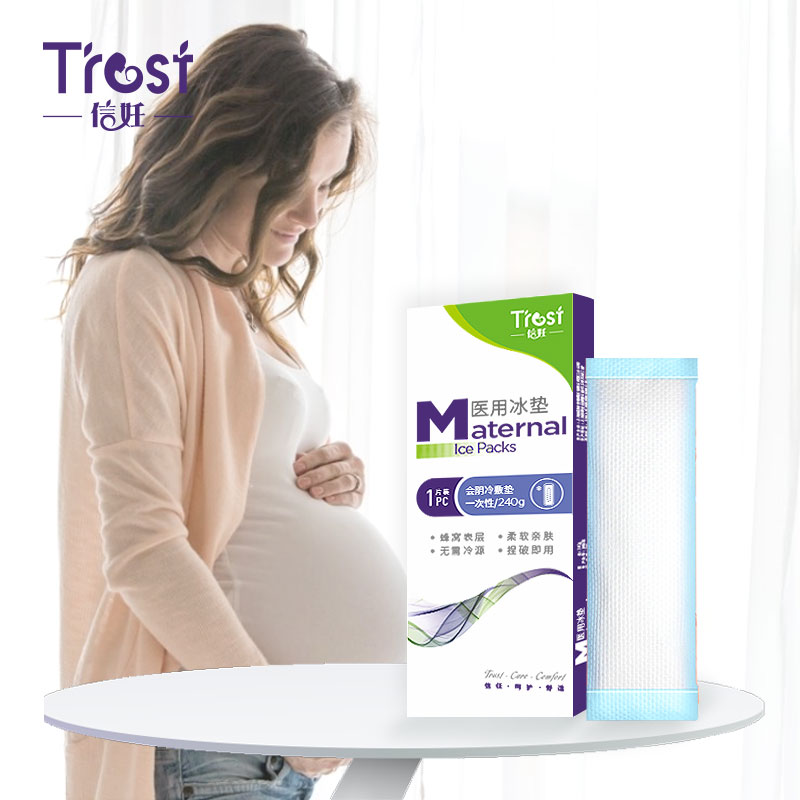 Trost
信妊
Trost
信妊
医用冰垫
Maternal
Ice Packs
1片装
PC
会阴冷敷垫
一次性/240g
蜂窝表层 • 柔软亲肤
无需冷源 • 捏破即用
Trust - Care - Comfort
信任 · 呵护 · 舒适
M医用冰垫